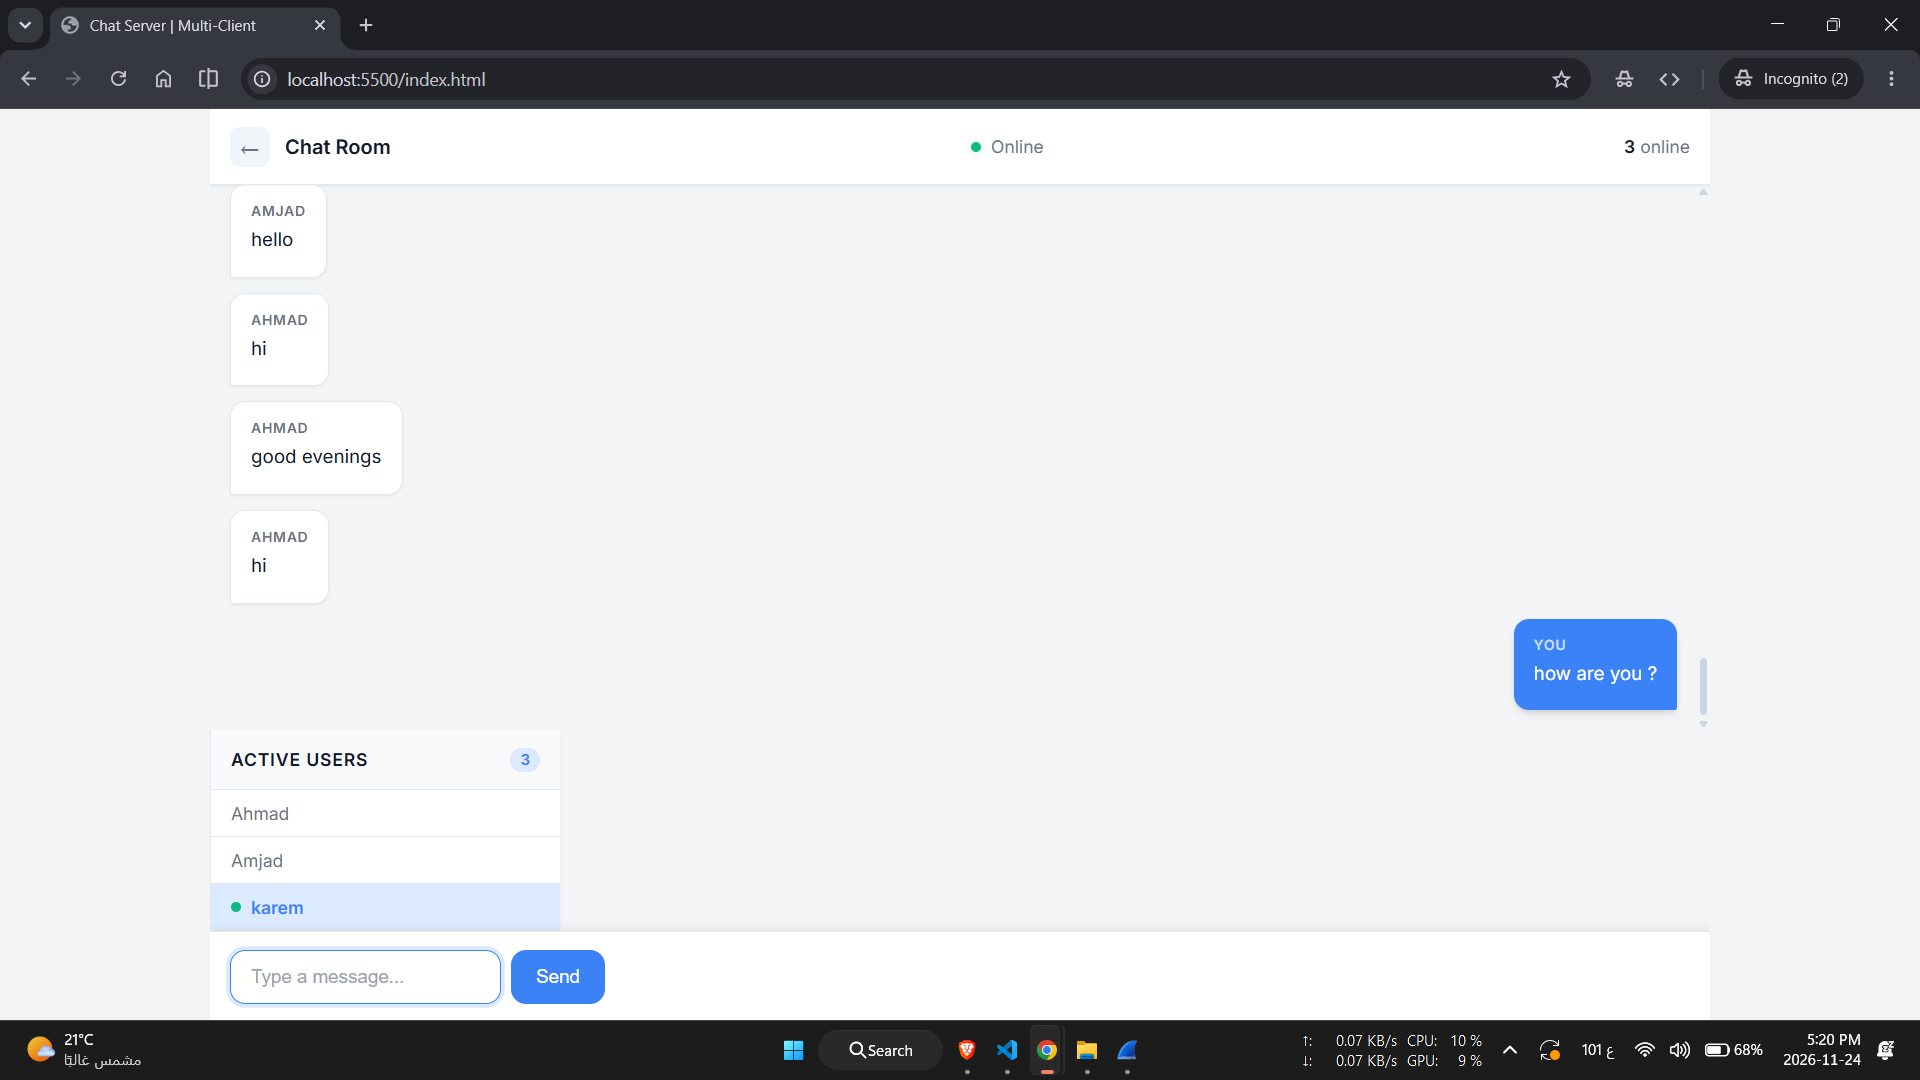 Chat Server | Multi-Client
localhost:5500/index.html
Incognito (2)
Chat Room
Online
3 online
AMJAD
hello
AHMAD
hi
AHMAD
good evenings
AHMAD
hi
YOU
how are you ?
ACTIVE USERS
3
Ahmad
Amjad
karem
Type a message...
Send
21°C
مشمس غالبًا
Search
↑: 0.07 KB/s CPU: 10 %
↓: 0.07 KB/s GPU: 9 %
ع 101
68%
5:20 PM
2026-11-24